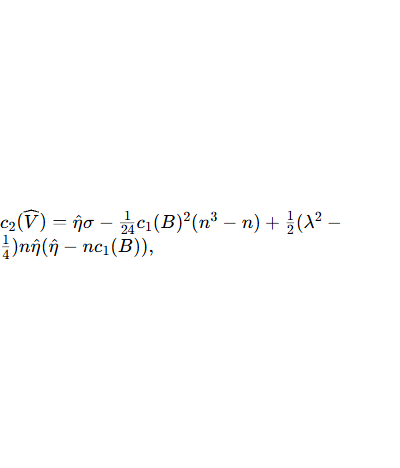 c₂(V̂) = η̂σ − 1/24 c₁(B)²(n³ − n) + 1/2(λ² −
1/4)nη̂(η̂ − nc₁(B)),